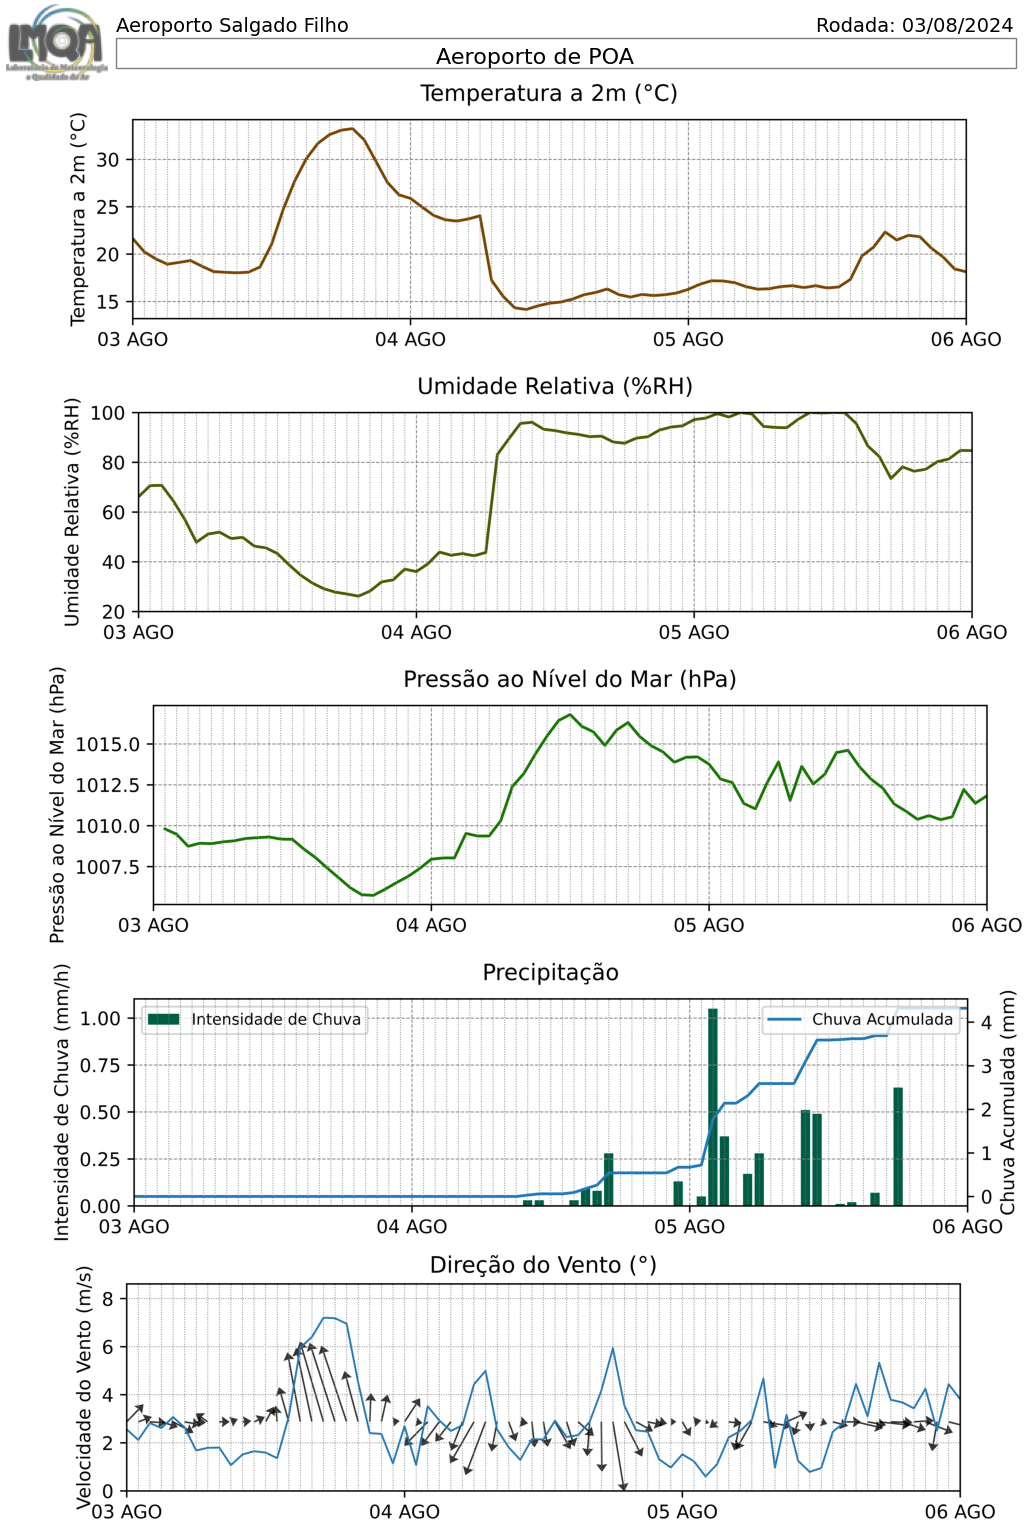 LMQA
Laboratório de Meteorologia
e Qualidade do Ar
Aeroporto Salgado Filho
Rodada: 03/08/2024
Aeroporto de POA
Temperatura a 2m (°C)
Temperatura a 2m (°C)
30
25
20
15
03 AGO 04 AGO 05 AGO 06 AGO
Umidade Relativa (%RH)
Umidade Relativa (%RH)
100
80
60
40
20
03 AGO 04 AGO 05 AGO 06 AGO
Pressão ao Nível do Mar (hPa)
Pressão ao Nível do Mar (hPa)
1015.0
1012.5
1010.0
1007.5
03 AGO 04 AGO 05 AGO 06 AGO
Precipitação
Intensidade de Chuva (mm/h)
1.00
0.75
0.50
0.25
0.00
Intensidade de Chuva
Chuva Acumulada
4
3
2
1
0
Chuva Acumulada (mm)
03 AGO 04 AGO 05 AGO 06 AGO
Direção do Vento (°)
Velocidade do Vento (m/s)
8
6
4
2
0
03 AGO 04 AGO 05 AGO 06 AGO